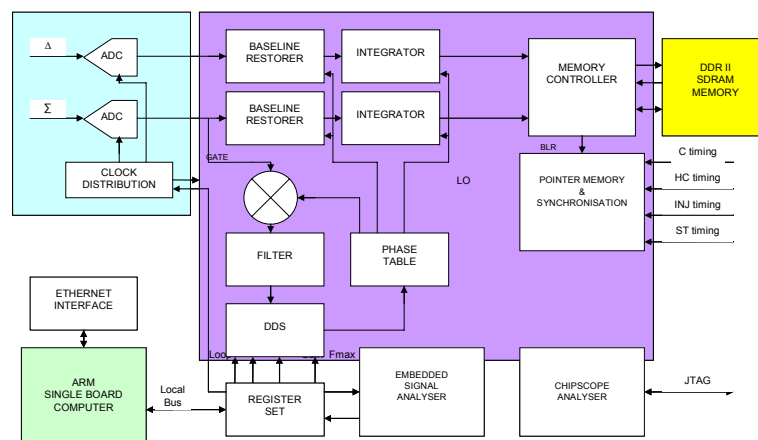 Δ
ADC
BASELINE
RESTORER
INTEGRATOR
MEMORY
CONTROLLER
DDR II
SDRAM
MEMORY
Σ
ADC
BASELINE
RESTORER
INTEGRATOR
BLR
GATE
CLOCK
DISTRIBUTION
LO
POINTER MEMORY
&
SYNCHRONISATION
C timing
HC timing
INJ timing
ST timing
FILTER
PHASE
TABLE
ETHERNET
INTERFACE
DDS
Loop
Fmax
ARM
SINGLE BOARD
COMPUTER
Local
Bus
REGISTER
SET
EMBEDDED
SIGNAL
ANALYSER
CHIPSCOPE
ANALYSER
JTAG